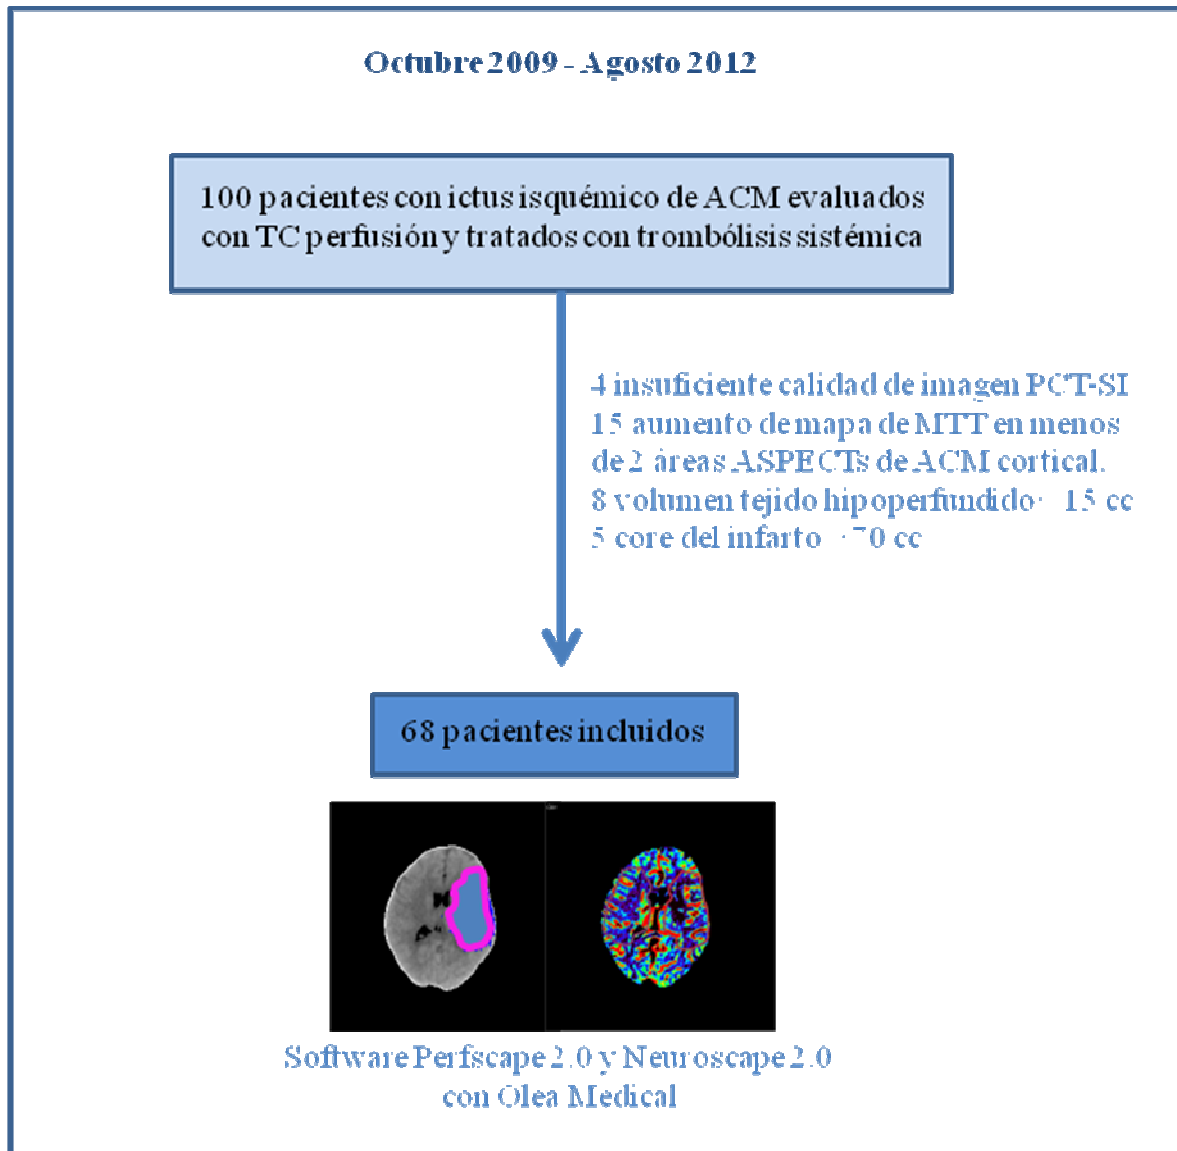 Octubre 2009 - Agosto 2012
100 pacientes con ictus isquémico de ACM evaluados
con TC perfusión y tratados con trombólisis sistémica
4 insuficiente calidad de imagen PCT-SI
15 aumento de mapa de MTT en menos
de 2 áreas ASPECTs de ACM cortical.
8 volumen tejido hipoperfundido 15 cc
5 core del infarto 70 cc
68 pacientes incluidos
Software Perfscape 2.0 y Neuroscape 2.0
con Olea Medical